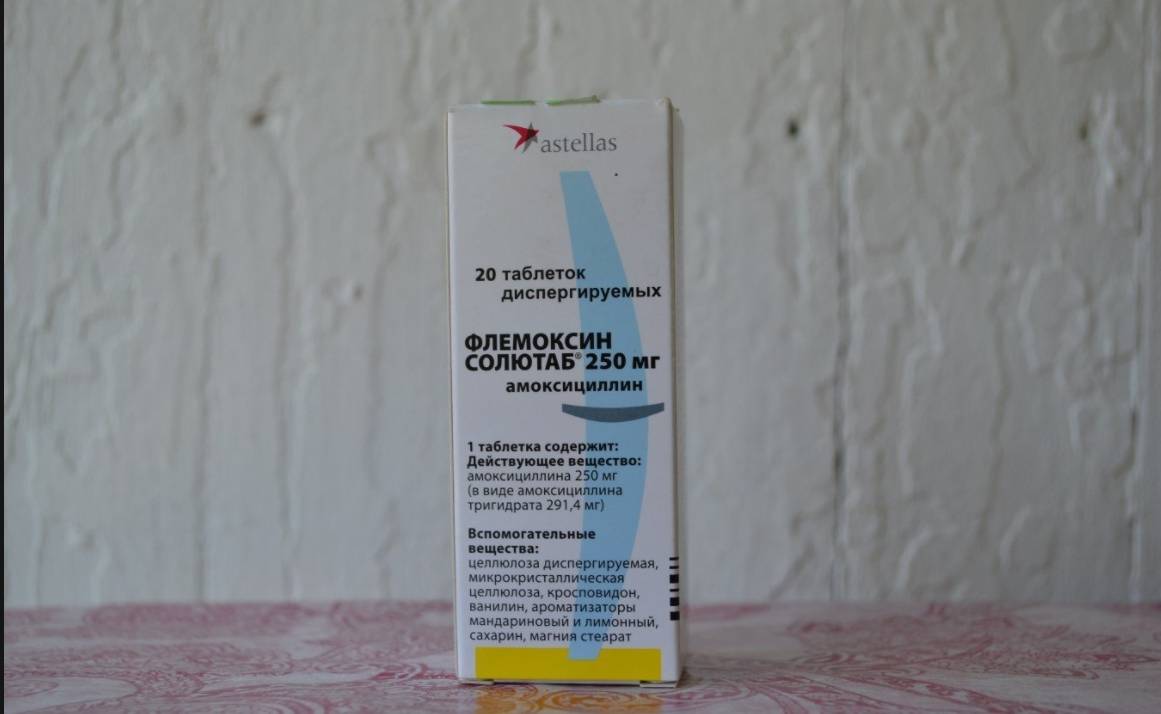 astellas
20 таблеток
диспергируемых
ФЛЕМОКСИН
СОЛЮТАБ® 250 мг
амоксициллин
1 таблетка содержит:
Действующее вещество:
амоксициллина 250 мг
(в виде амоксициллина
тригидрата 291,4 мг)
Вспомогательные
вещества:
целлюлоза диспергируемая,
микрокристаллическая
целлюлоза, кросповидон,
ванилин, ароматизаторы
мандариновый и лимонный,
сахарин, магния стеарат